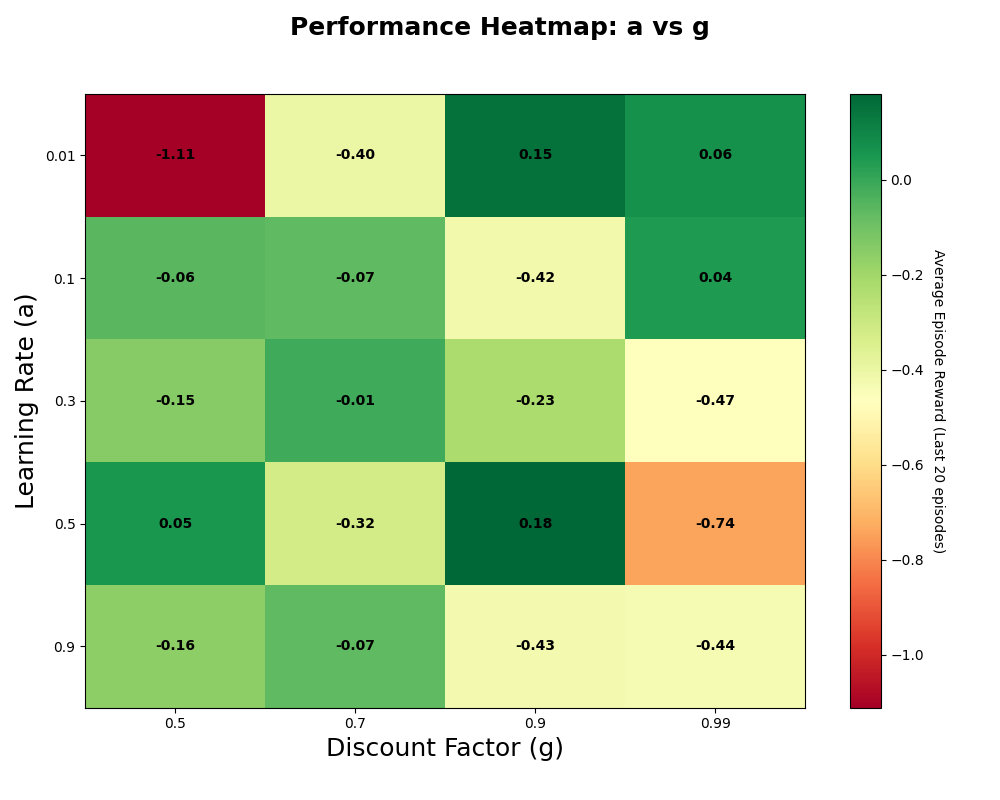 Performance Heatmap: a vs g
Learning Rate (a)
0.01 -1.11 -0.40 0.15 0.06
0.1 -0.06 -0.07 -0.42 0.04
0.3 -0.15 -0.01 -0.23 -0.47
0.5 0.05 -0.32 0.18 -0.74
0.9 -0.16 -0.07 -0.43 -0.44
0.5 0.7 0.9 0.99
Discount Factor (g)
0.0
−0.2
−0.4
−0.6
−0.8
−1.0
Average Episode Reward (Last 20 episodes)